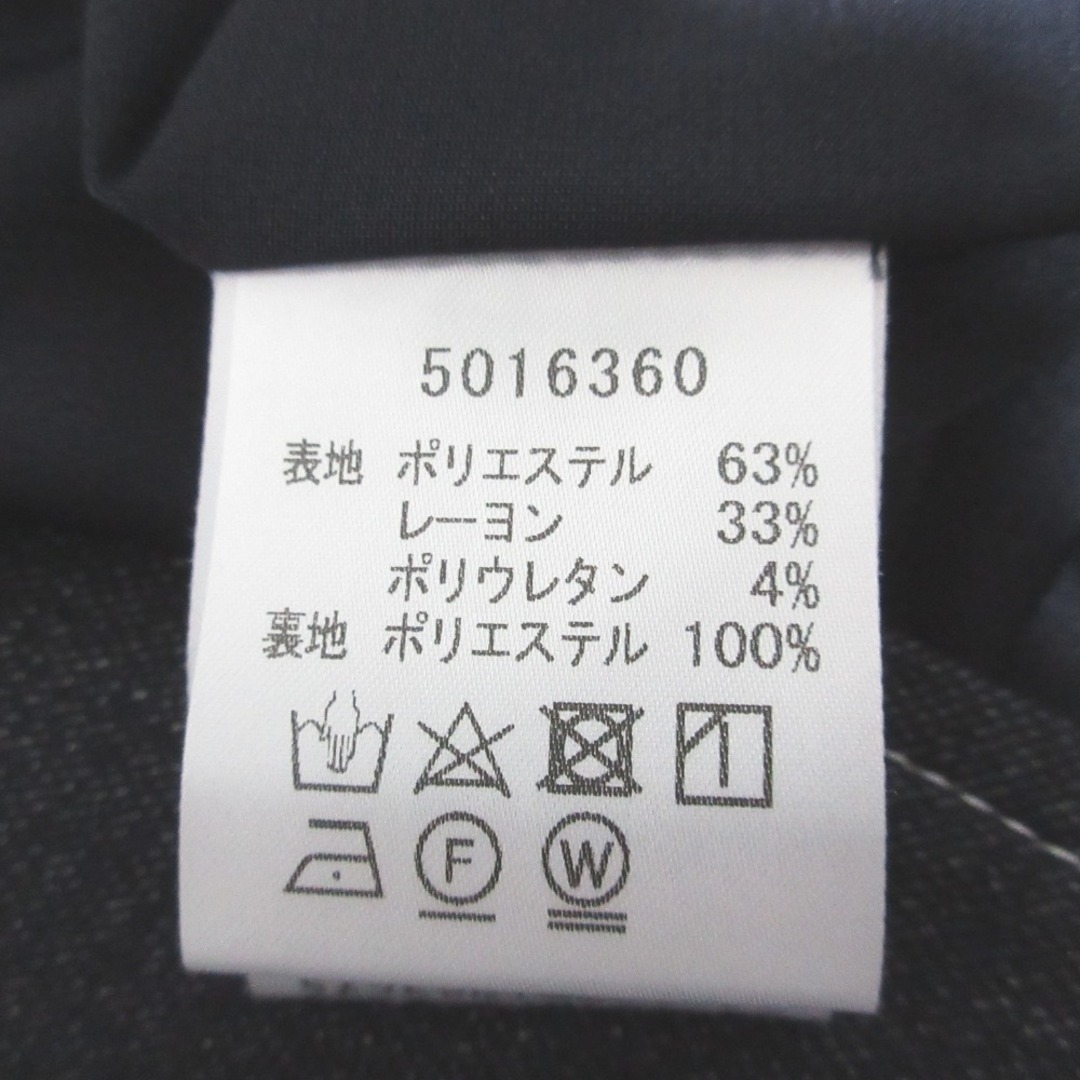 5016360
表地 ポリエステル 63%
レーヨン 33%
ポリウレタン 4%
裏地 ポリエステル 100%
F W